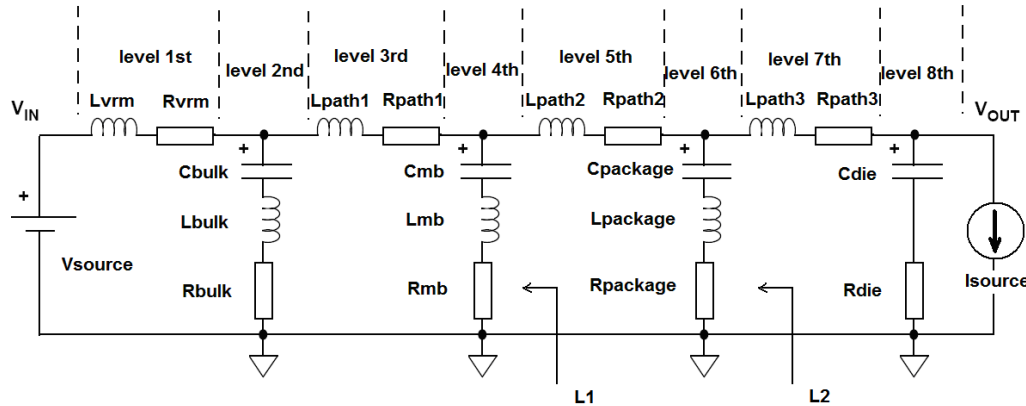 level 1st
level 2nd
level 3rd
level 4th
level 5th
level 6th
level 7th
level 8th
VIN
Lvrm
Rvrm
Lpath1
Rpath1
Lpath2
Rpath2
Lpath3
Rpath3
VOUT
+
+
+
+
+
Cbulk
Cmb
Cpackage
Cdie
Lbulk
Lmb
Lpackage
Vsource
Rbulk
Rmb
Rpackage
Rdie
Isource
L1
L2